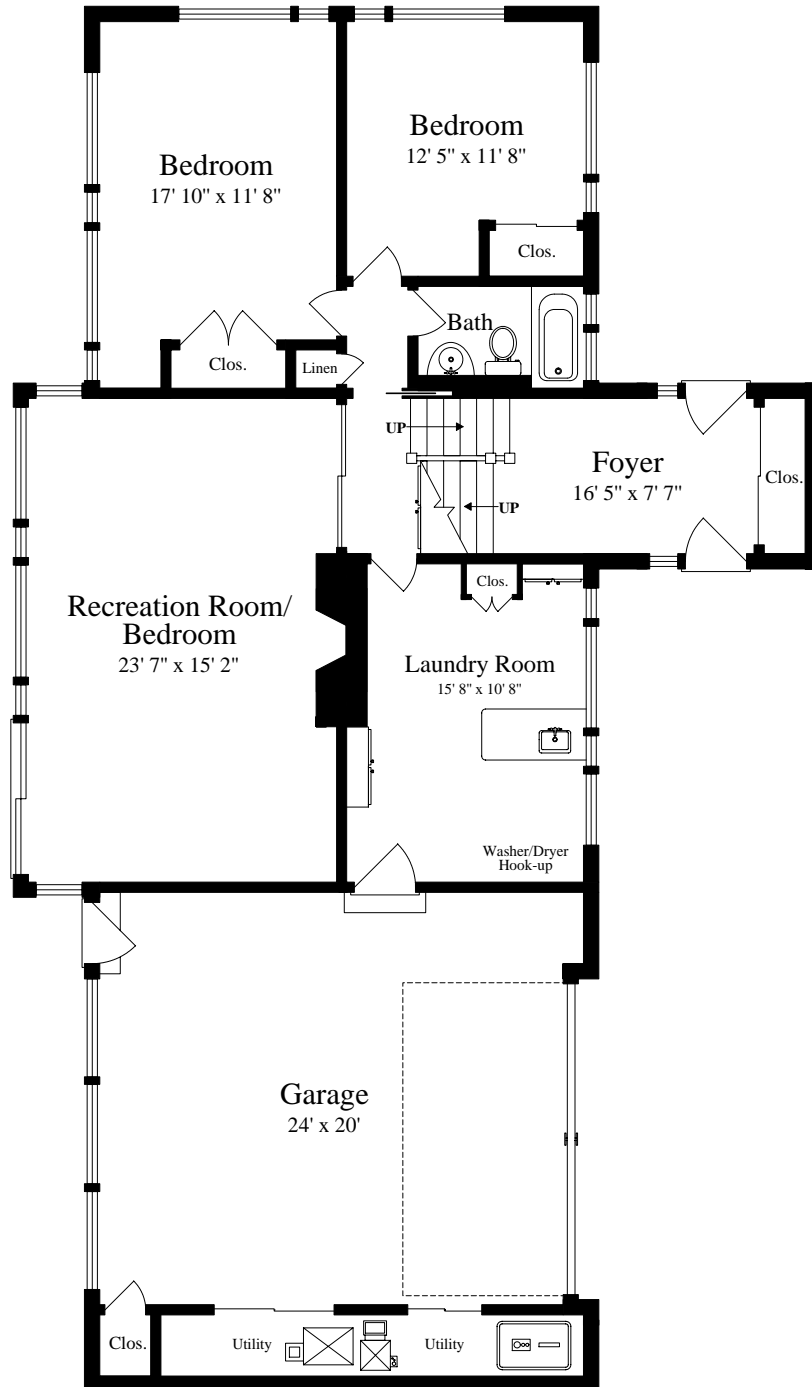 Bedroom
17' 10" x 11' 8"
Bedroom
12' 5" x 11' 8"
Clos.
Bath
Clos.
Linen
UP
UP
Foyer
16' 5" x 7' 7"
Clos.
Recreation Room/
Bedroom
23' 7" x 15' 2"
Clos.
Laundry Room
15' 8" x 10' 8"
Washer/Dryer
Hook-up
Garage
24' x 20'
Clos.
Utility
Utility